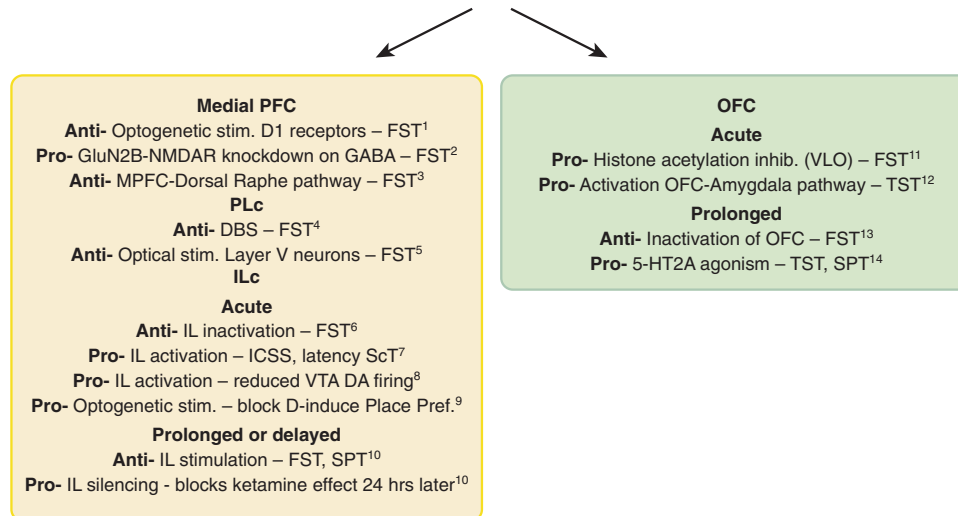 Medial PFC
Anti- Optogenetic stim. D1 receptors – FST¹
Pro- GluN2B-NMDAR knockdown on GABA – FST²
Anti- MPFC-Dorsal Raphe pathway – FST³
PLc
Anti- DBS – FST⁴
Anti- Optical stim. Layer V neurons – FST⁵
ILc
Acute
Anti- IL inactivation – FST⁶
Pro- IL activation – ICSS, latency ScT⁷
Pro- IL activation – reduced VTA DA firing⁸
Pro- Optogenetic stim. – block D-induce Place Pref.⁹
Prolonged or delayed
Anti- IL stimulation – FST, SPT¹⁰
Pro- IL silencing - blocks ketamine effect 24 hrs later¹⁰
OFC
Acute
Pro- Histone acetylation inhib. (VLO) – FST¹¹
Pro- Activation OFC-Amygdala pathway – TST¹²
Prolonged
Anti- Inactivation of OFC – FST¹³
Pro- 5-HT2A agonism – TST, SPT¹⁴